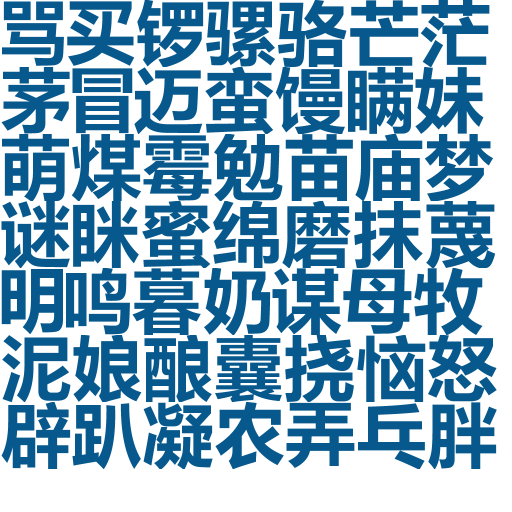 骂买锣骡骆芒茫
茅冒迈蛮馒瞒妹
萌煤霉勉苗庙梦
谜眯蜜绵磨抹蔑
明鸣暮奶谋母牧
泥娘酿囊挠恼怒
辟趴凝农弄乓胖